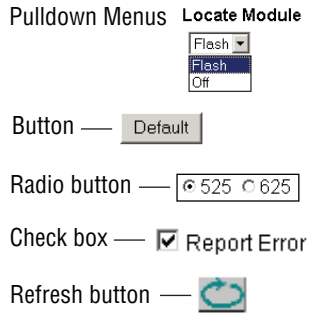 Pulldown Menus Locate Module
Flash
Flash
Off
Button Default
Radio button 525 625
Check box Report Error
Refresh button